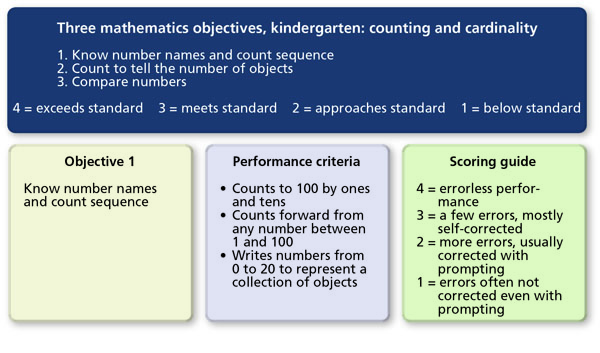 Three mathematics objectives, kindergarten: counting and cardinality
1. Know number names and count sequence
2. Count to tell the number of objects
3. Compare numbers
4 = exceeds standard 3 = meets standard 2 = approaches standard 1 = below standard
Objective 1
Know number names
and count sequence
Performance criteria
• Counts to 100 by ones
and tens
• Counts forward from
any number between
1 and 100
• Writes numbers from
0 to 20 to represent a
collection of objects
Scoring guide
4 = errorless perfor-
mance
3 = a few errors, mostly
self-corrected
2 = more errors, usually
corrected with
prompting
1 = errors often not
corrected even with
prompting